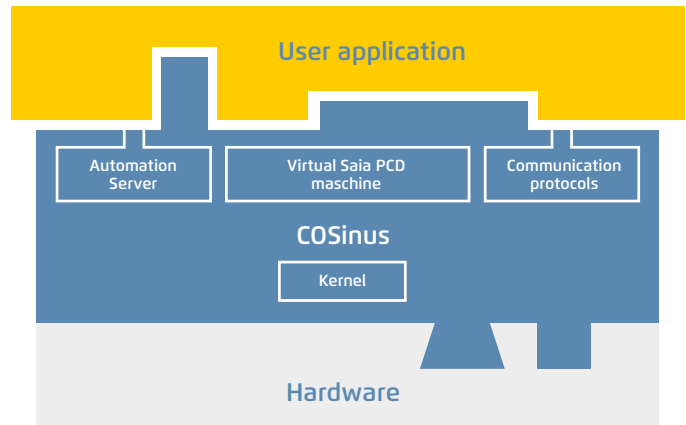 User application
Automation
Server
Virtual Saia PCD
maschine
Communication
protocols
COSinus
Kernel
Hardware